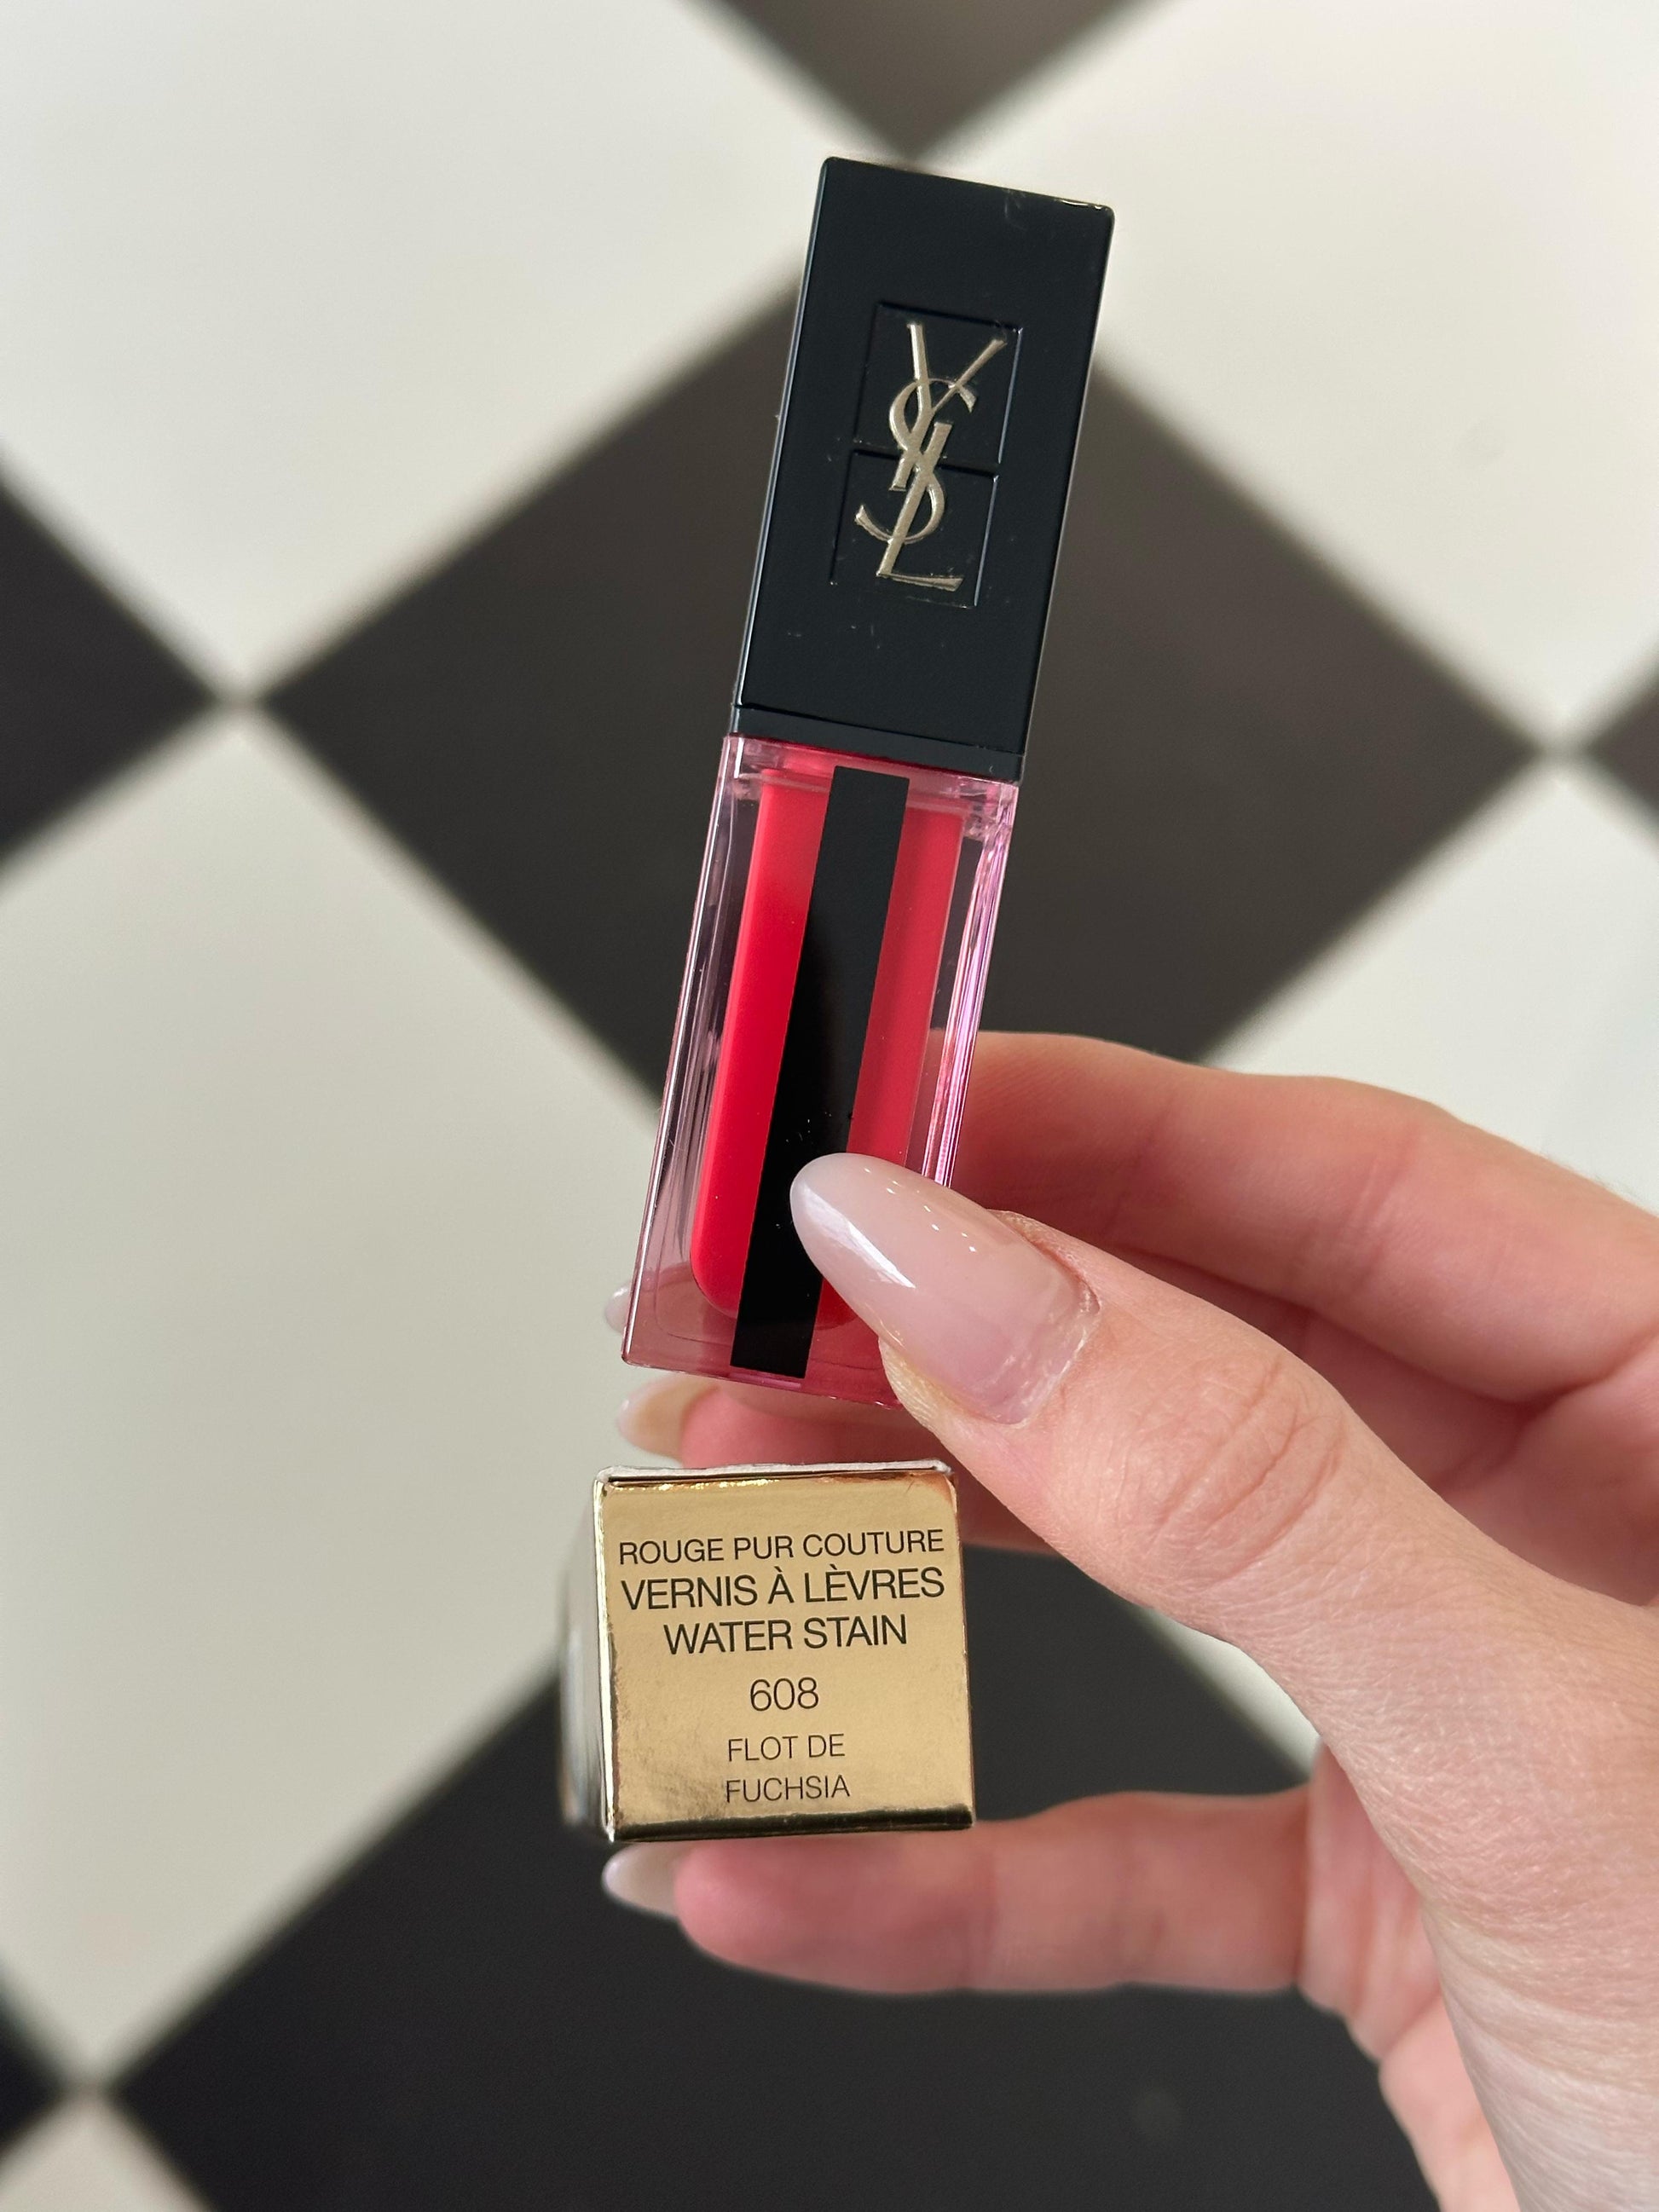 YSL
ROUGE PUR COUTURE
VERNIS À LÈVRES
WATER STAIN
608
FLOT DE
FUCHSIA